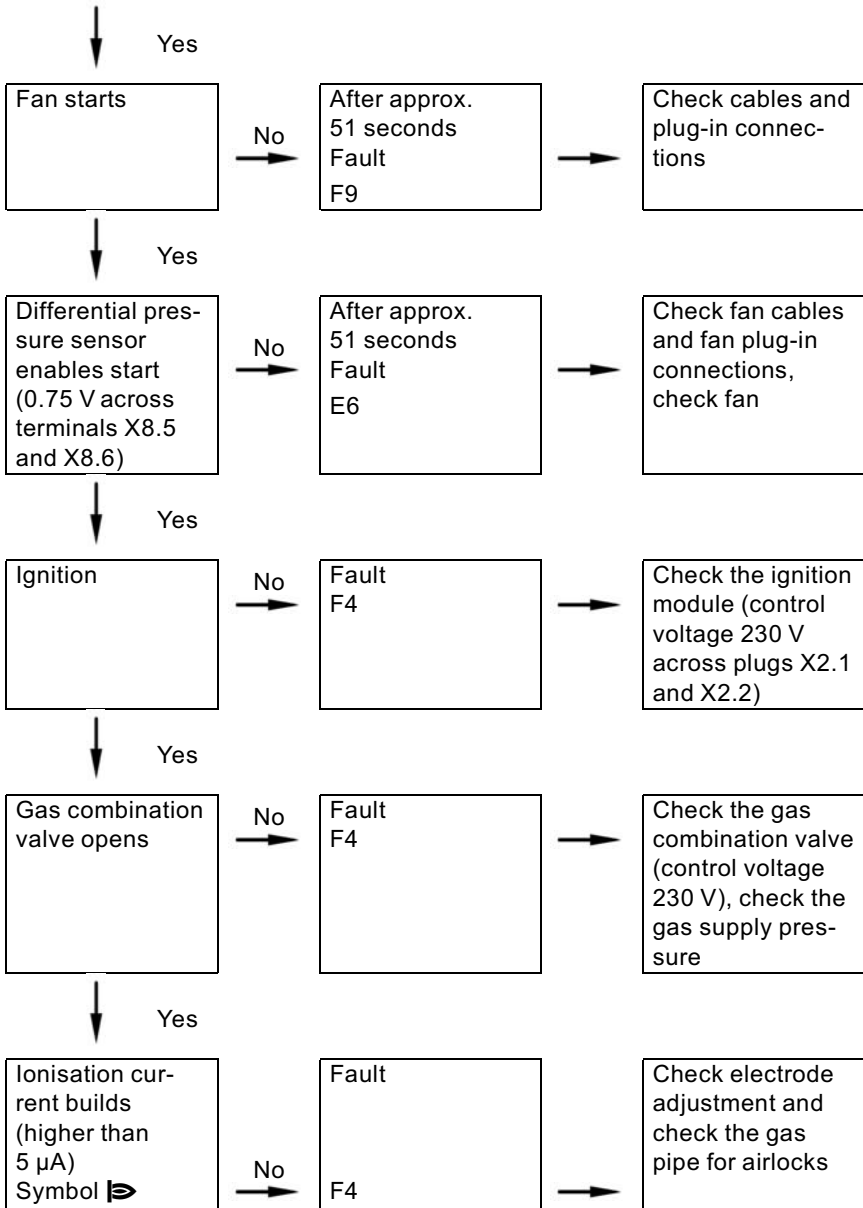 Yes
Fan starts
No
After approx.
51 seconds
Fault
F9
Check cables and
plug-in connec-
tions
Yes
Differential pres-
sure sensor
enables start
(0.75 V across
terminals X8.5
and X8.6)
No
After approx.
51 seconds
Fault
E6
Check fan cables
and fan plug-in
connections,
check fan
Yes
Ignition
No
Fault
F4
Check the ignition
module (control
voltage 230 V
across plugs X2.1
and X2.2)
Yes
Gas combination
valve opens
No
Fault
F4
Check the gas
combination valve
(control voltage
230 V), check the
gas supply pres-
sure
Yes
Ionisation cur-
rent builds
(higher than
5 µA)
Symbol
No
Fault
F4
Check electrode
adjustment and
check the gas
pipe for airlocks